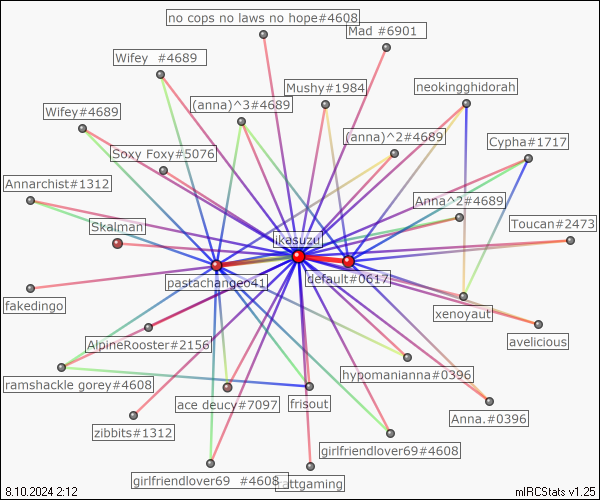 no cops no laws no hope#4608
Mad #6901
Wifey  #4689
neokingghidorah
Mushy#1984
(anna)^3#4689
Wifey#4689
(anna)^2#4689
Cypha#1717
Soxy Foxy#5076
Annarchist#1312
Anna^2#4689
Skalman
Toucan#2473
ikasuzu
pastachangeo41
default#0617
fakedingo
xenoyaut
AlpineRooster#2156
avelicious
hypomanianna#0396
ramshackle gorey#4608
ace deucy#7097
frisout
Anna.#0396
zibbits#1312
girlfriendlover69#4608
girlfriendlover69  #4608
attgaming
8.10.2024 2:12
mIRCStats v1.25